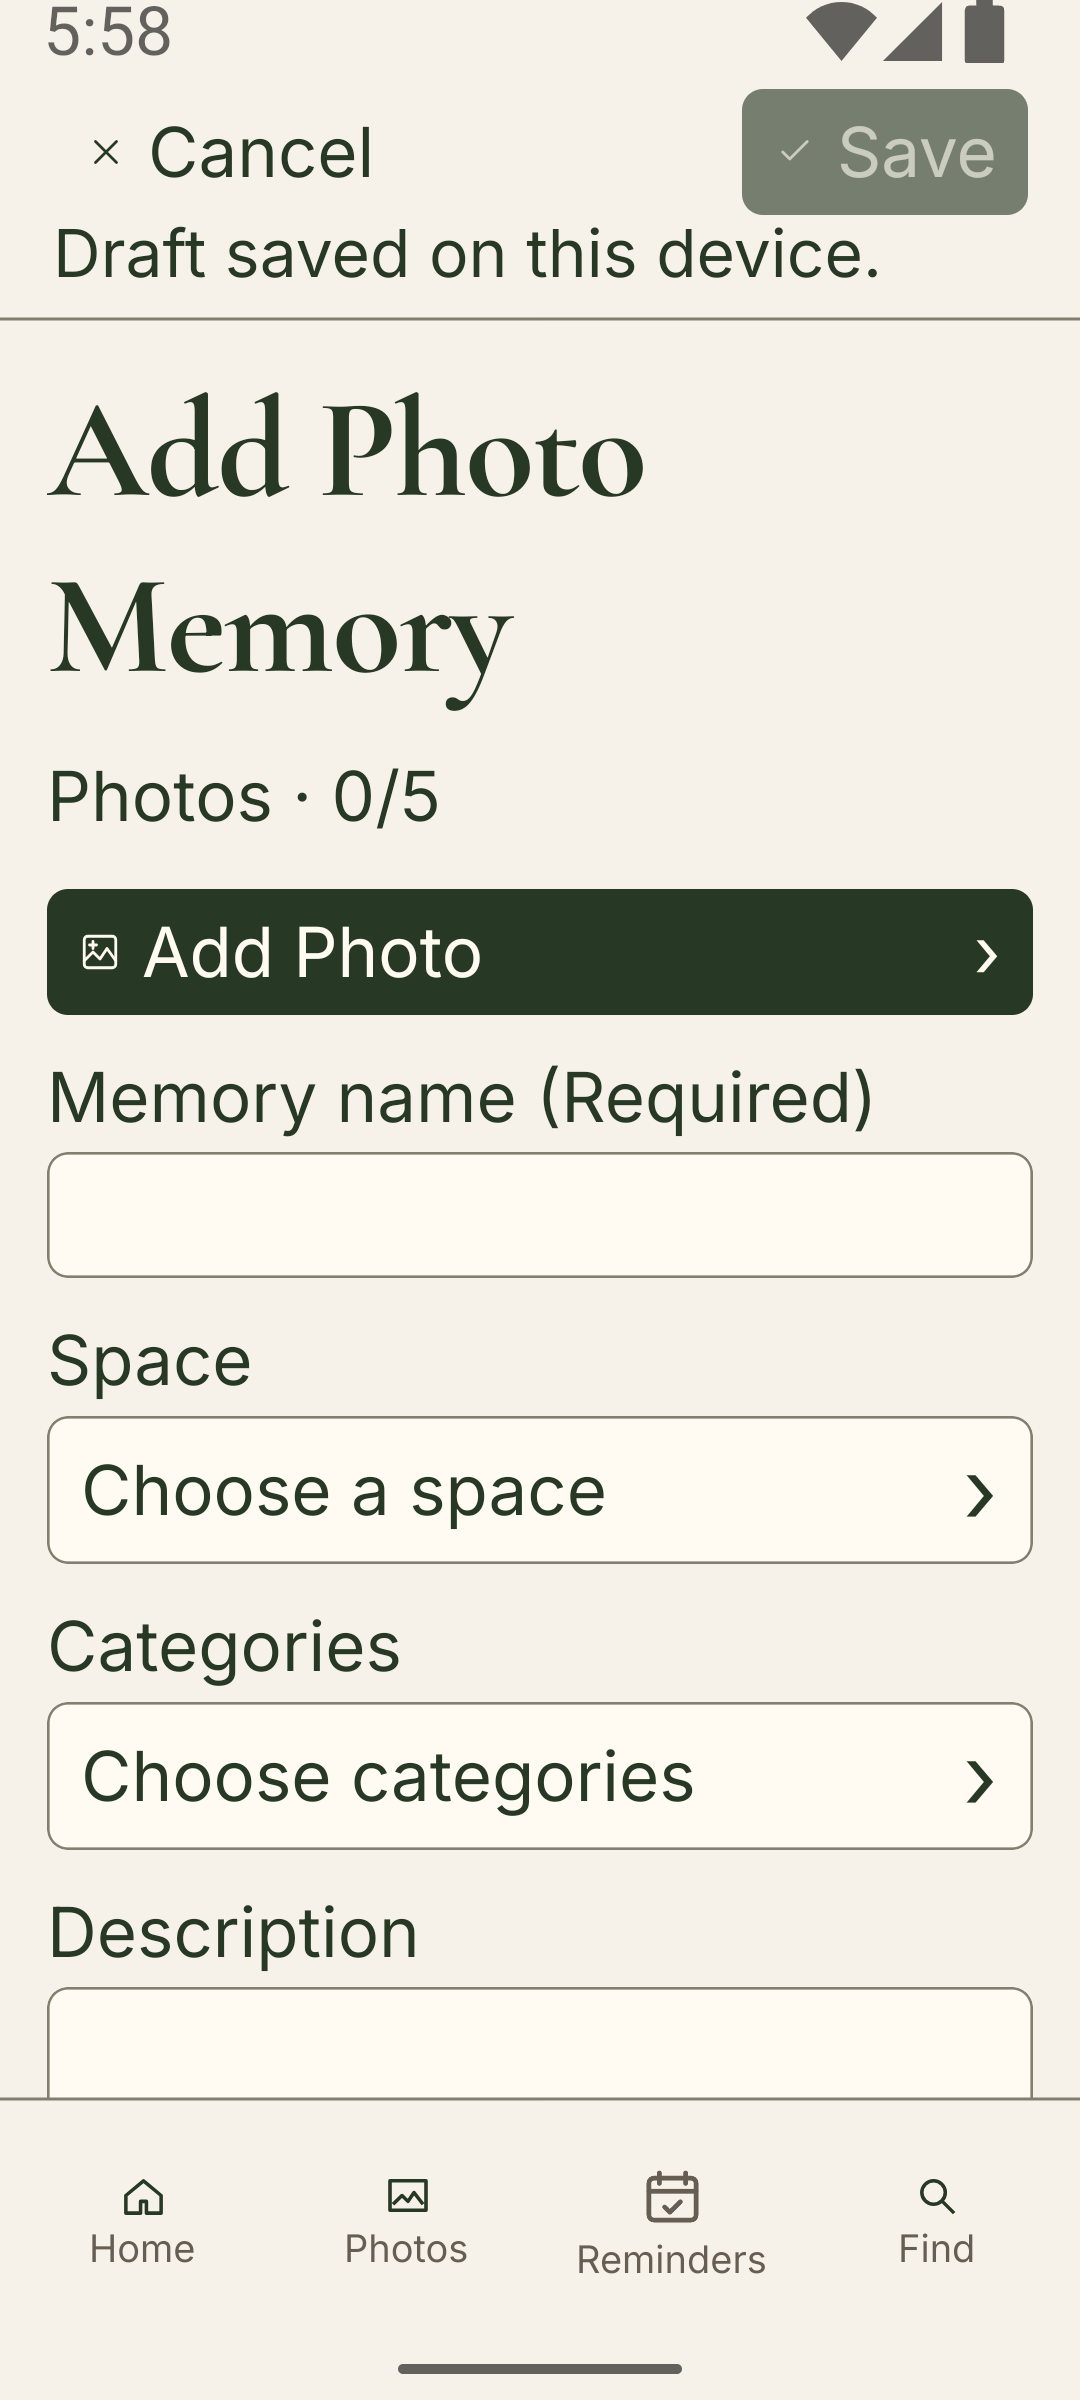 5:58
Cancel
Save
Draft saved on this device.
Add Photo
Memory
Photos · 0/5
Add Photo
Memory name (Required)
Space
Choose a space
Categories
Choose categories
Description
Home
Photos
Reminders
Find